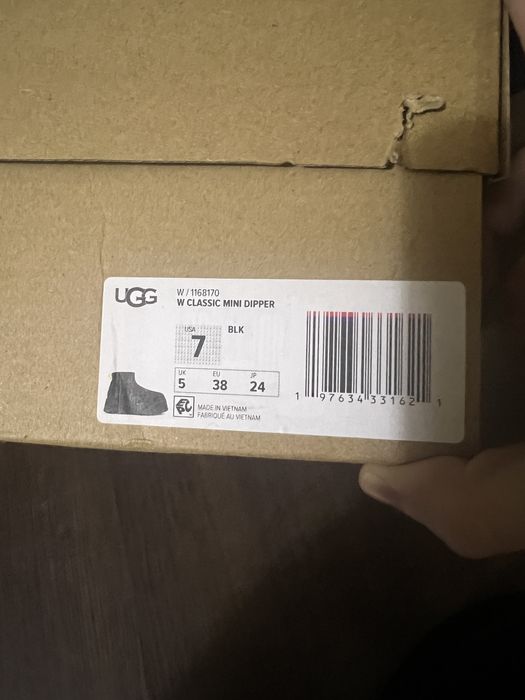 UGG
W / 1168170
W CLASSIC MINI DIPPER
USA
7
BLK
UK EU JP
5 38 24
MADE IN VIETNAM
FABRIQUÉ AU VIETNAM
1 97634 33162 1